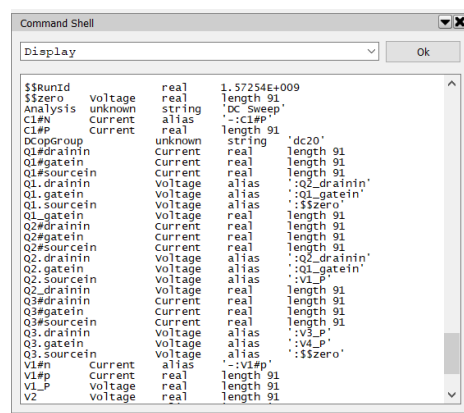 Command Shell
Display
Ok
$$RunId real 1.57254E+009
$$zero Voltage real length 91
Analysis unknown string 'DC Sweep'
C1#N Current alias '-:C1#P'
C1#P Current real length 91
DCopGroup unknown string 'dc20'
Q1#drainin Current real length 91
Q1#gatein Current real length 91
Q1#sourcein Current real length 91
Q1.drainin Voltage alias ':Q2_drainin'
Q1.gatein Voltage alias ':Q1_gatein'
Q1.sourcein Voltage alias ':$$zero'
Q1_gatein Voltage real length 91
Q2#drainin Current real length 91
Q2#gatein Current real length 91
Q2#sourcein Current real length 91
Q2.drainin Voltage alias ':Q2_drainin'
Q2.gatein Voltage alias ':Q1_gatein'
Q2.sourcein Voltage alias ':V1_P'
Q2_drainin Voltage real length 91
Q3#drainin Current real length 91
Q3#gatein Current real length 91
Q3#sourcein Current real length 91
Q3.drainin Voltage alias ':V3_P'
Q3.gatein Voltage alias ':V4_P'
Q3.sourcein Voltage alias ':$$zero'
V1#n Current alias '-:V1#p'
V1#p Current real length 91
V1_P Voltage real length 91
V2 Voltage real length 91